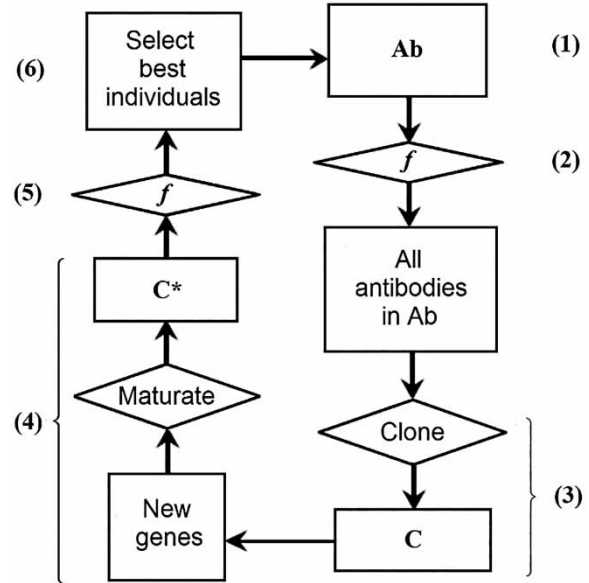 Select
best
individuals
(6)
Ab
(1)
f
(2)
f
(5)
All
antibodies
in Ab
C*
Maturate
(4)
Clone
(3)
New
genes
C